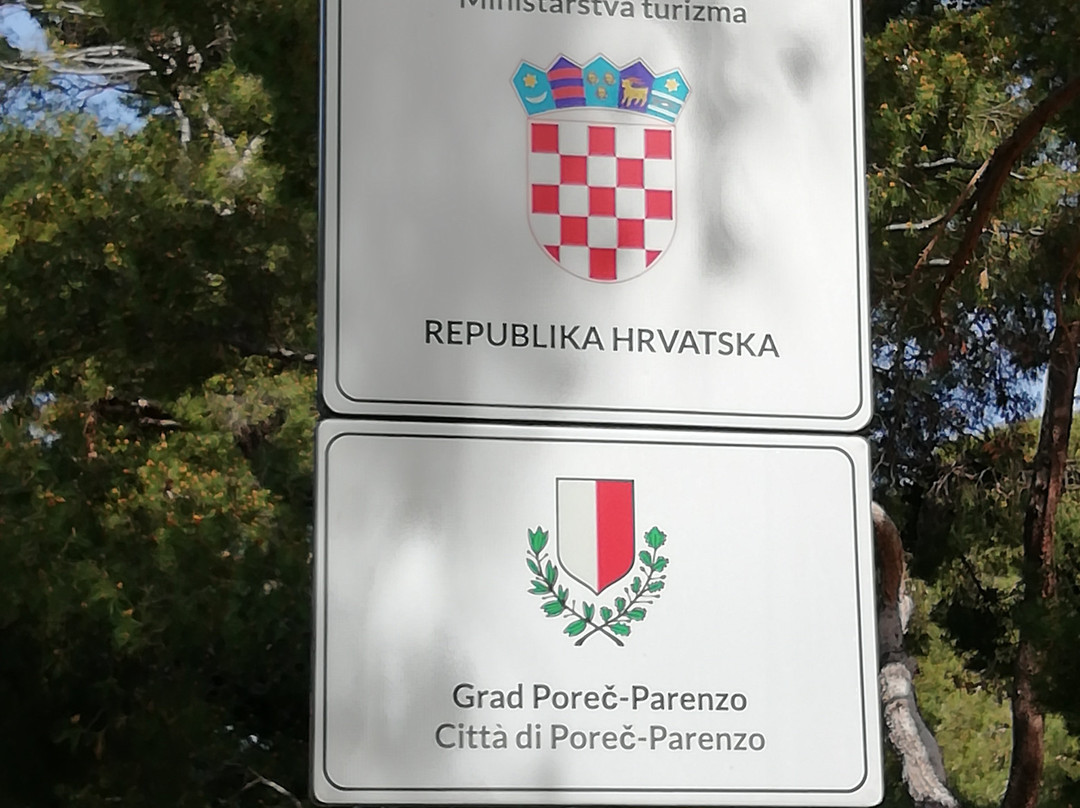 Ministarstva turizma
REPUBLIKA HRVATSKA
Grad Poreč-Parenzo
Città di Poreč-Parenzo